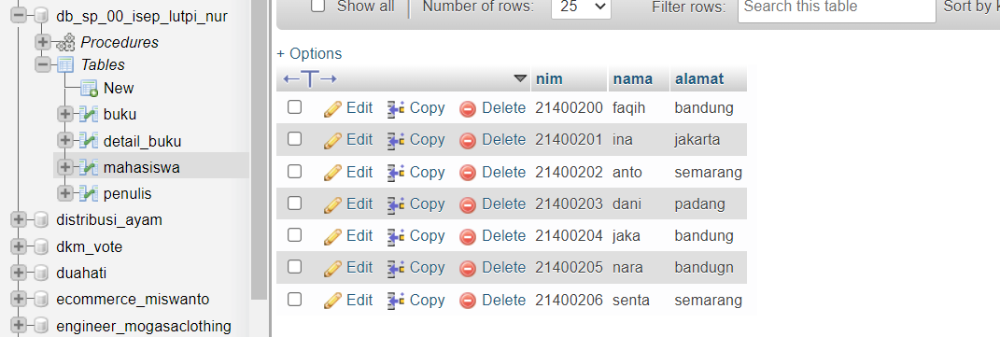 db_sp_00_isep_lutpi_nur
Procedures
Tables
New
buku
detail_buku
mahasiswa
penulis
distribusi_ayam
dkm_vote
duahati
ecommerce_miswanto
engineer_mogasaclothing
Show all | Number of rows: 25 Filter rows: Search this table Sort by k
+ Options
←T→ nim nama alamat
Edit Copy Delete 21400200 faqih bandung
Edit Copy Delete 21400201 ina jakarta
Edit Copy Delete 21400202 anto semarang
Edit Copy Delete 21400203 dani padang
Edit Copy Delete 21400204 jaka bandung
Edit Copy Delete 21400205 nara bandugn
Edit Copy Delete 21400206 senta semarang